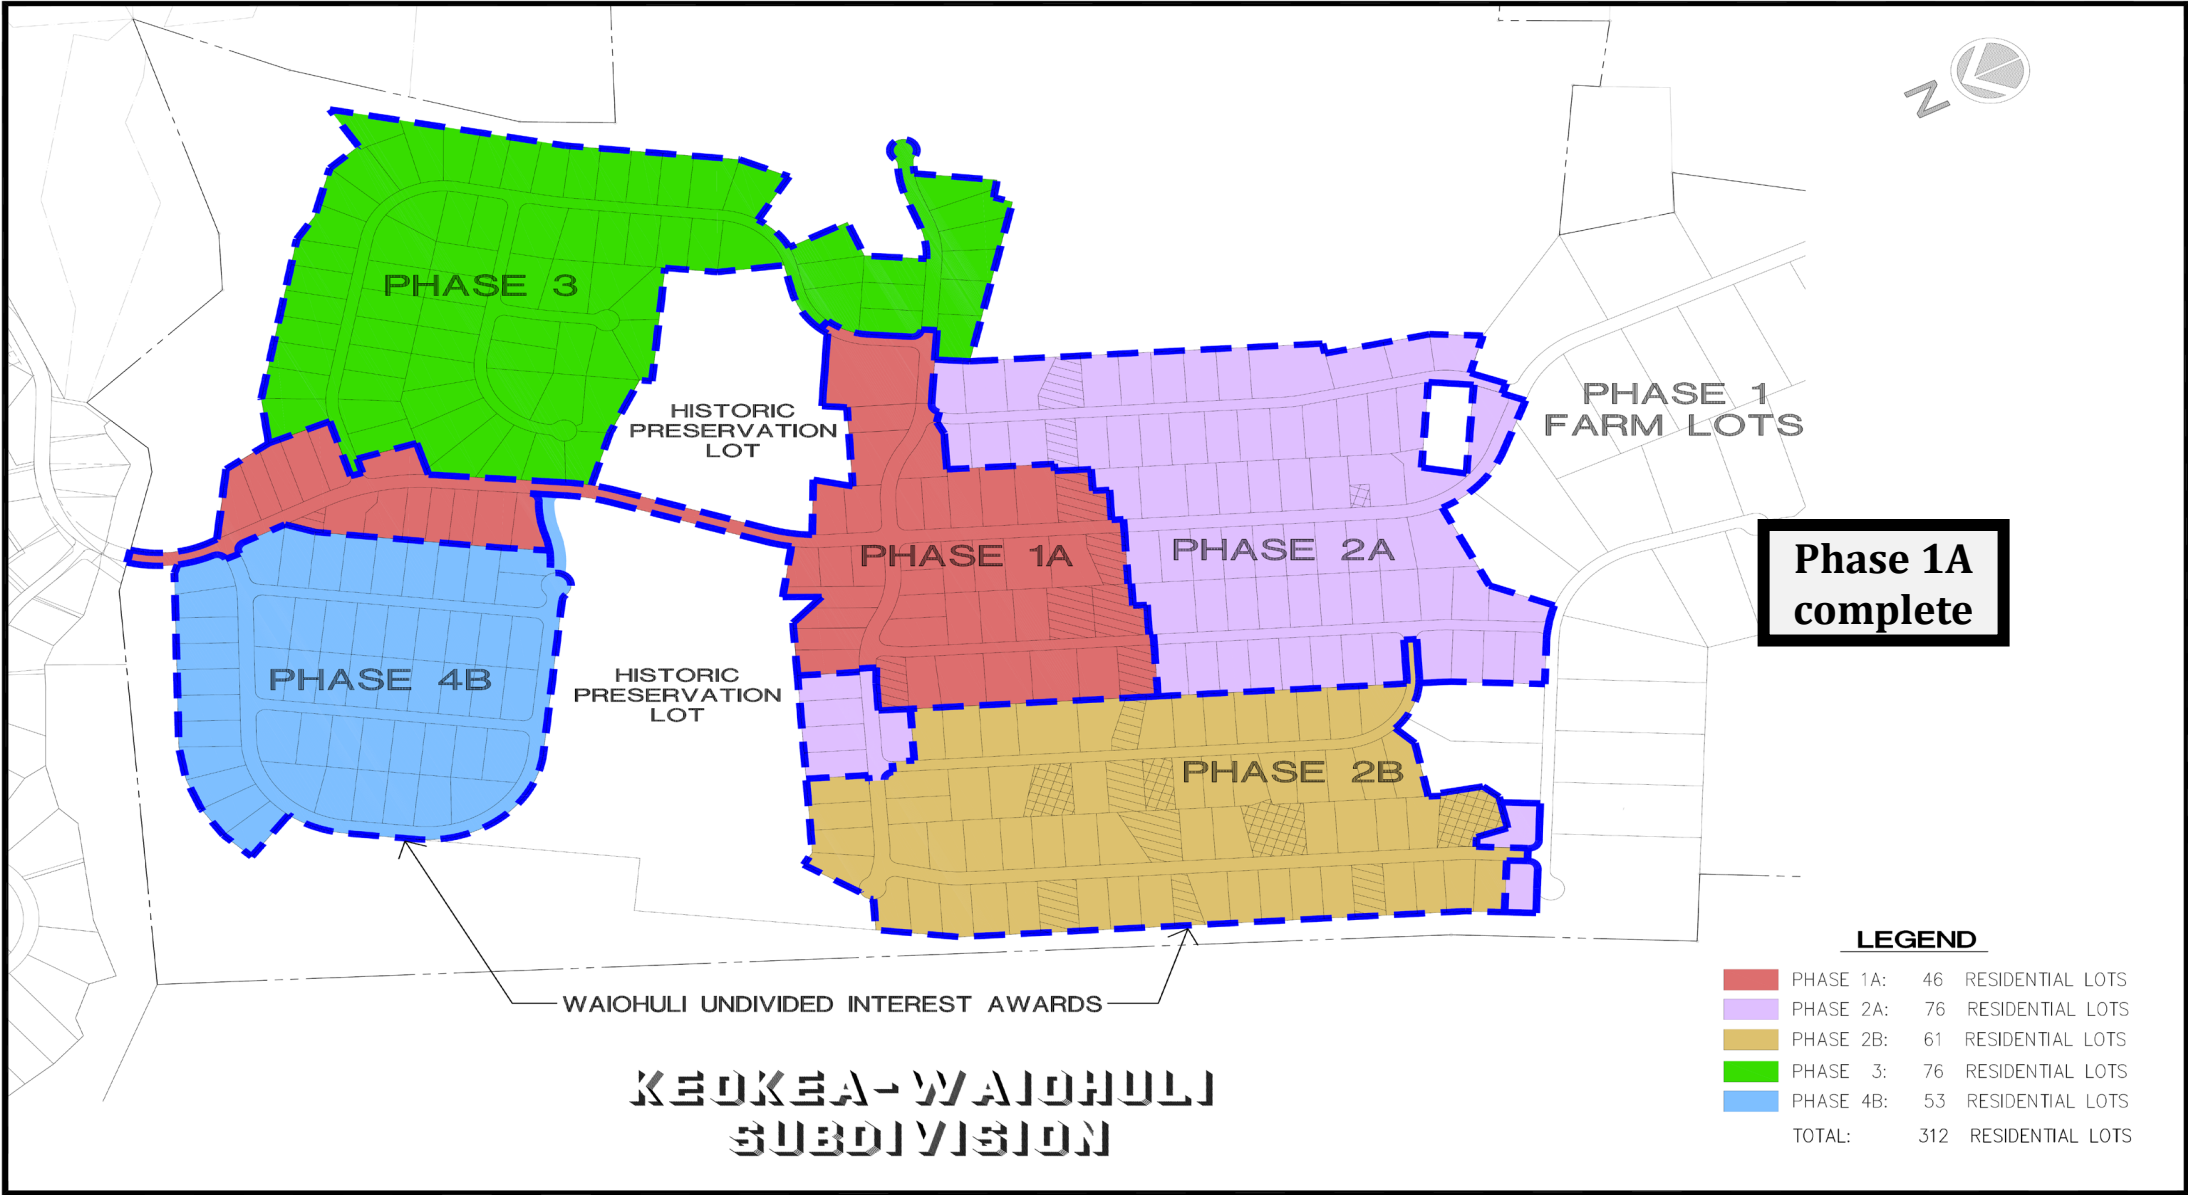 N
PHASE 3
PHASE 1
FARM LOTS
HISTORIC
PRESERVATION
LOT
PHASE 1A
PHASE 2A
Phase 1A
complete
PHASE 4B
HISTORIC
PRESERVATION
LOT
PHASE 2B
WAIOHULI UNDIVIDED INTEREST AWARDS
KEOKEA-WAIOHULI
SUBDIVISION
LEGEND
PHASE 1A: 46 RESIDENTIAL LOTS
PHASE 2A: 76 RESIDENTIAL LOTS
PHASE 2B: 61 RESIDENTIAL LOTS
PHASE 3: 76 RESIDENTIAL LOTS
PHASE 4B: 53 RESIDENTIAL LOTS
TOTAL: 312 RESIDENTIAL LOTS